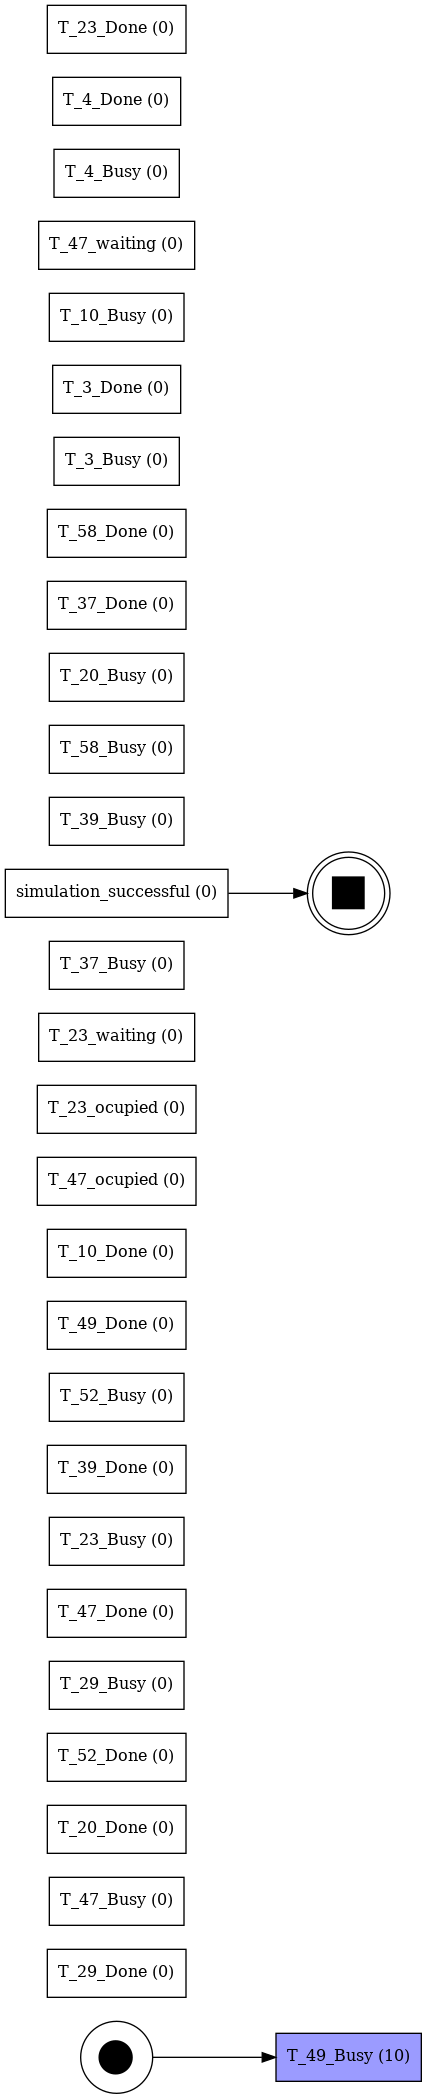 T_23_Done (0)
T_4_Done (0)
T_4_Busy (0)
T_47_waiting (0)
T_10_Busy (0)
T_3_Done (0)
T_3_Busy (0)
T_58_Done (0)
T_37_Done (0)
T_20_Busy (0)
T_58_Busy (0)
T_39_Busy (0)
simulation_successful (0)
T_37_Busy (0)
T_23_waiting (0)
T_23_ocupied (0)
T_47_ocupied (0)
T_10_Done (0)
T_49_Done (0)
T_52_Busy (0)
T_39_Done (0)
T_23_Busy (0)
T_47_Done (0)
T_29_Busy (0)
T_52_Done (0)
T_20_Done (0)
T_47_Busy (0)
T_29_Done (0)
T_49_Busy (10)